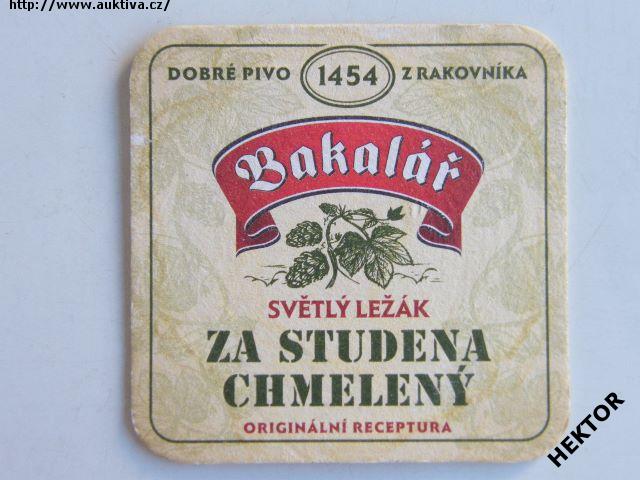 http://www.auktiva.cz/
DOBRÉ PIVO 1454 Z RAKOVNÍKA
Bakalář
SVĚTLÝ LEŽÁK
ZA STUDENA
CHMELENÝ
ORIGINÁLNÍ RECEPTURA
HEKTOR